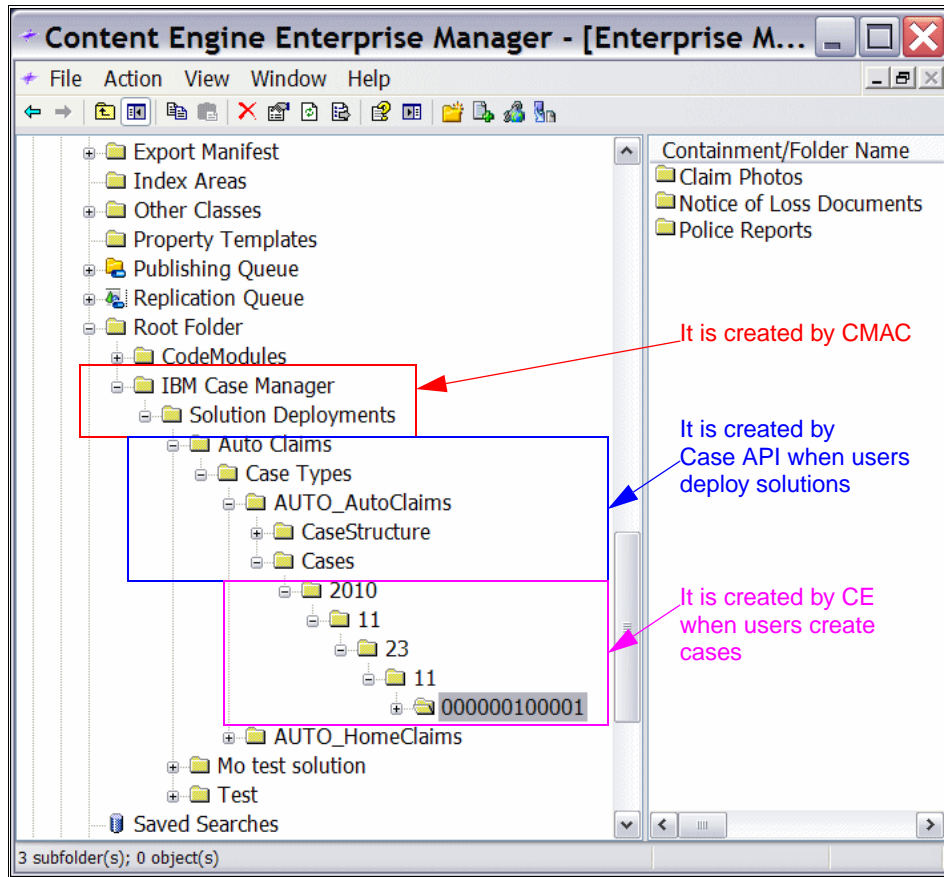 Content Engine Enterprise Manager - [Enterprise M...
File Action View Window Help
Export Manifest
Index Areas
Other Classes
Property Templates
Publishing Queue
Replication Queue
Root Folder
CodeModules
IBM Case Manager
Solution Deployments
Auto Claims
Case Types
AUTO_AutoClaims
CaseStructure
Cases
2010
11
23
11
000000100001
AUTO_HomeClaims
Mo test solution
Test
Saved Searches
Containment/Folder Name
Claim Photos
Notice of Loss Documents
Police Reports
It is created by CMAC
It is created by
Case API when users
deploy solutions
It is created by CE
when users create
cases
3 subfolder(s); 0 object(s)